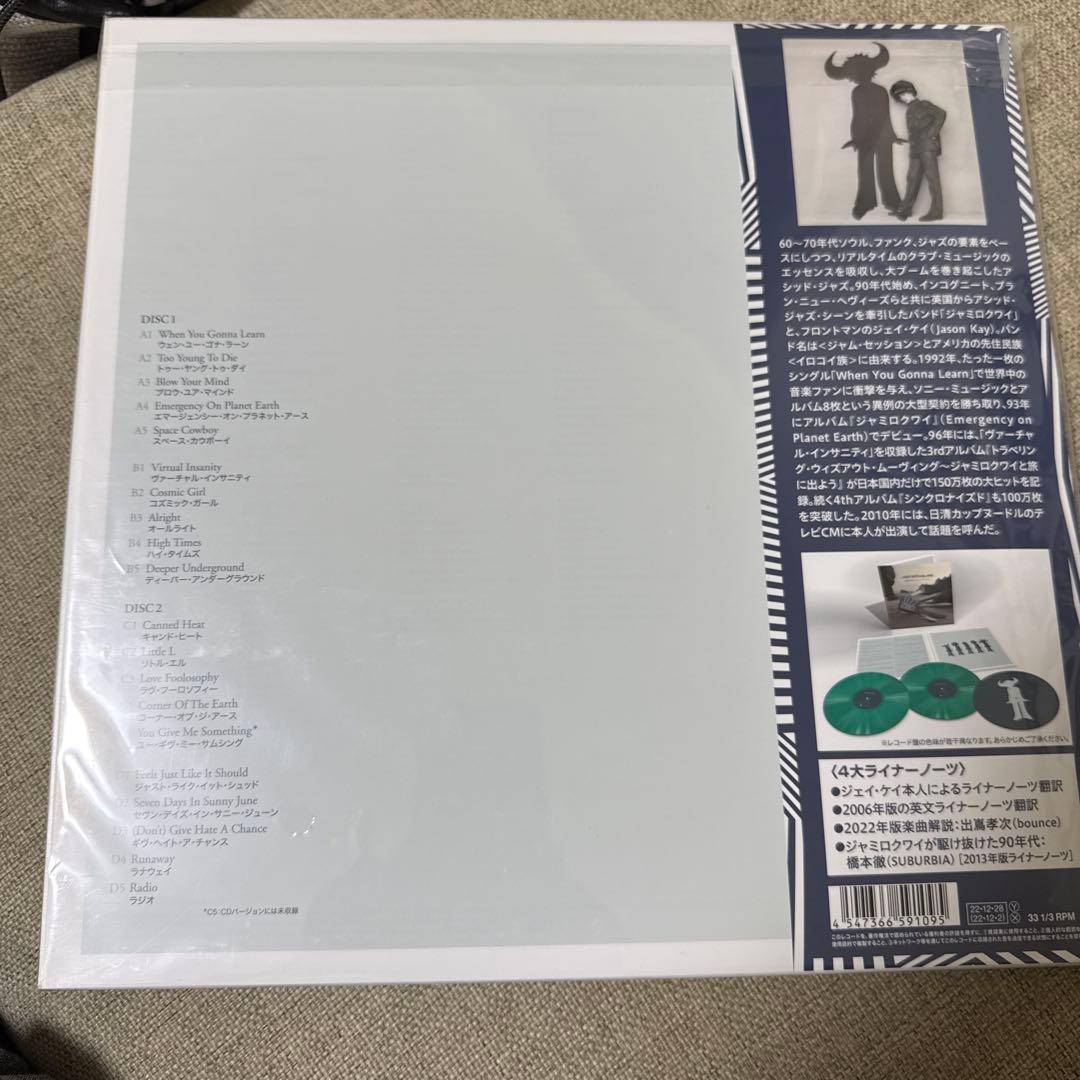 DISC 1
A1 When You Gonna Learn
ウェン・ユー・ゴナ・ラーン
A2 Too Young To Die
トゥー・ヤング・トゥ・ダイ
A3 Blow Your Mind
ブロウ・ユア・マインド
A4 Emergency On Planet Earth
エマージェンシー・オン・プラネット・アース
A5 Space Cowboy
スペース・カウボーイ
B1 Virtual Insanity
ヴァーチャル・インサニティ
B2 Cosmic Girl
コズミック・ガール
B3 Alright
オールライト
B4 High Times
ハイ・タイムズ
B5 Deeper Underground
ディーパー・アンダーグラウンド
DISC 2
C1 Canned Heat
キャンド・ヒート
Little L
リトル・エル
C3 Love Foolosophy
ラヴ・フーロソフィー
Corner Of The Earth
コーナー・オブ・ジ・アース
You Give Me Something*
ユー・ギヴ・ミー・サムシング
D1 Feels Just Like It Should
ジャスト・ライク・イット・シュッド
D2 Seven Days In Sunny June
セヴン・デイズ・イン・サニー・ジューン
D3 (Don't) Give Hate A Chance
ギヴ・ヘイト・ア・チャンス
D4 Runaway
ラナウェイ
D5 Radio
ラジオ
*C5:CDバージョンには未収録
60〜70年代ソウル、ファンク、ジャズの要素をベー
スにしつつ、リアルタイムのクラブ・ミュージックの
エッセンスを吸収し、大ブームを巻き起こしたア
シッド・ジャズ。90年代始め、インコグニート、ブラ
ン・ニュー・ヘヴィーズらと共に英国からアシッド・
ジャズ・シーンを牽引したバンド「ジャミロクワイ」
と、フロントマンのジェイ・ケイ(Jason Kay)。バン
ド名は<ジャム・セッション>とアメリカの先住民族
<イロコイ族>に由来する。1992年、たった一枚の
シングル「When You Gonna Learn」で世界中の
音楽ファンに衝撃を与え、ソニー・ミュージックとア
ルバム8枚という異例の大型契約を勝ち取り、93年
にアルバム『ジャミロクワイ』(Emergency on
Planet Earth)でデビュー。96年には、「ヴァーチャ
ル・インサニティ」を収録した3rdアルバム『トラベリン
グ・ウィズアウト・ムーヴィング〜ジャミロクワイと旅
に出よう』が日本国内だけで150万枚の大ヒットを記
録。続く4thアルバム『シンクロナイズド』も100万枚
を突破した。2010年には、日清カップヌードルのテ
レビCMに本人が出演して話題を呼んだ。
※レコード盤の色味が若干異なります。あらかじめご了承ください。
〈4大ライナーノーツ〉
●ジェイ・ケイ本人によるライナーノーツ翻訳
●2006年版の英文ライナーノーツ翻訳
●2022年版楽曲解説:出嶌孝次(bounce)
●ジャミロクワイが駆け抜けた90年代:
橋本徹(SUBURBIA) [2013年版ライナーノーツ]
4 547366 591095
22・12・28 Ⓨ
(22・12・2) Ⓧ
33 1/3 RPM